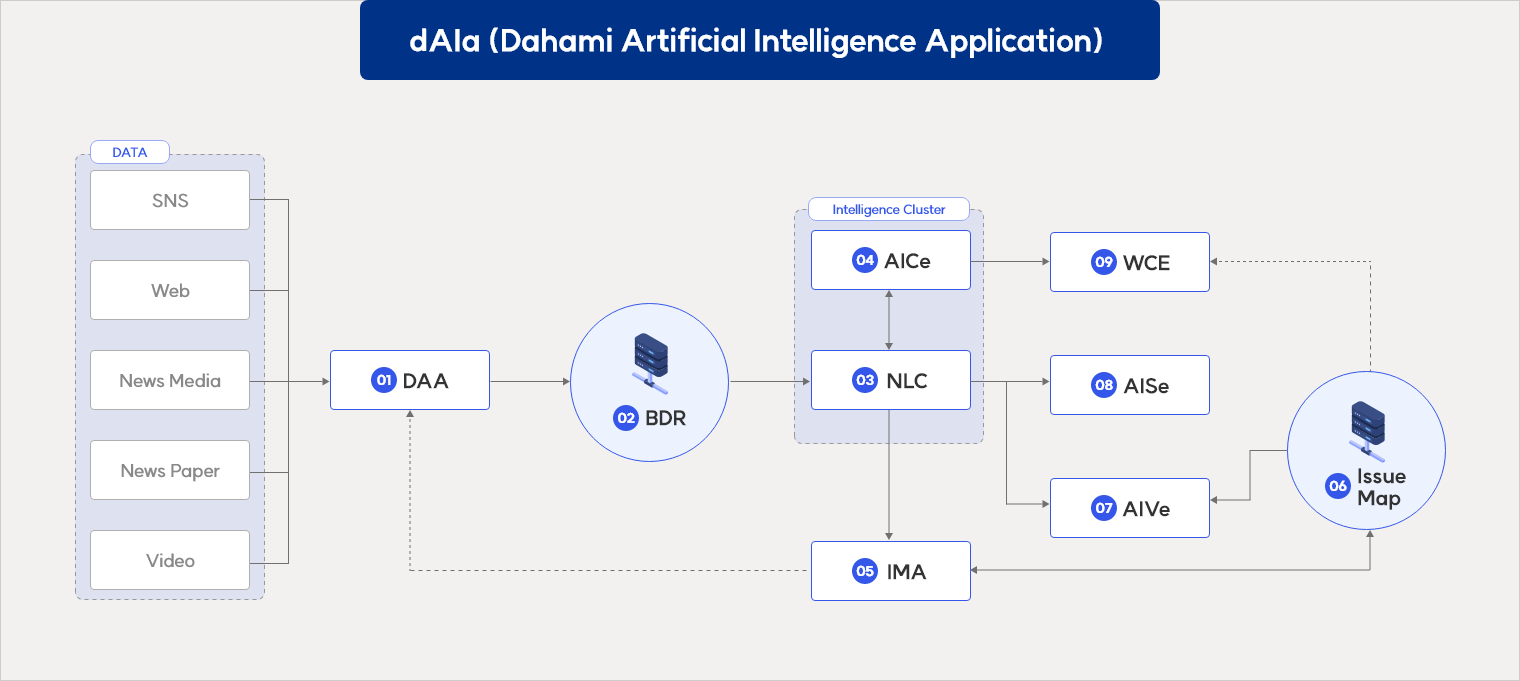 dAIa (Dahami Artificial Intelligence Application)
DATA
SNS
Web
News Media
News Paper
Video
01 DAA
02 BDR
Intelligence Cluster
04 AICe
03 NLC
05 IMA
09 WCE
08 AISe
07 AIVe
06 Issue
Map